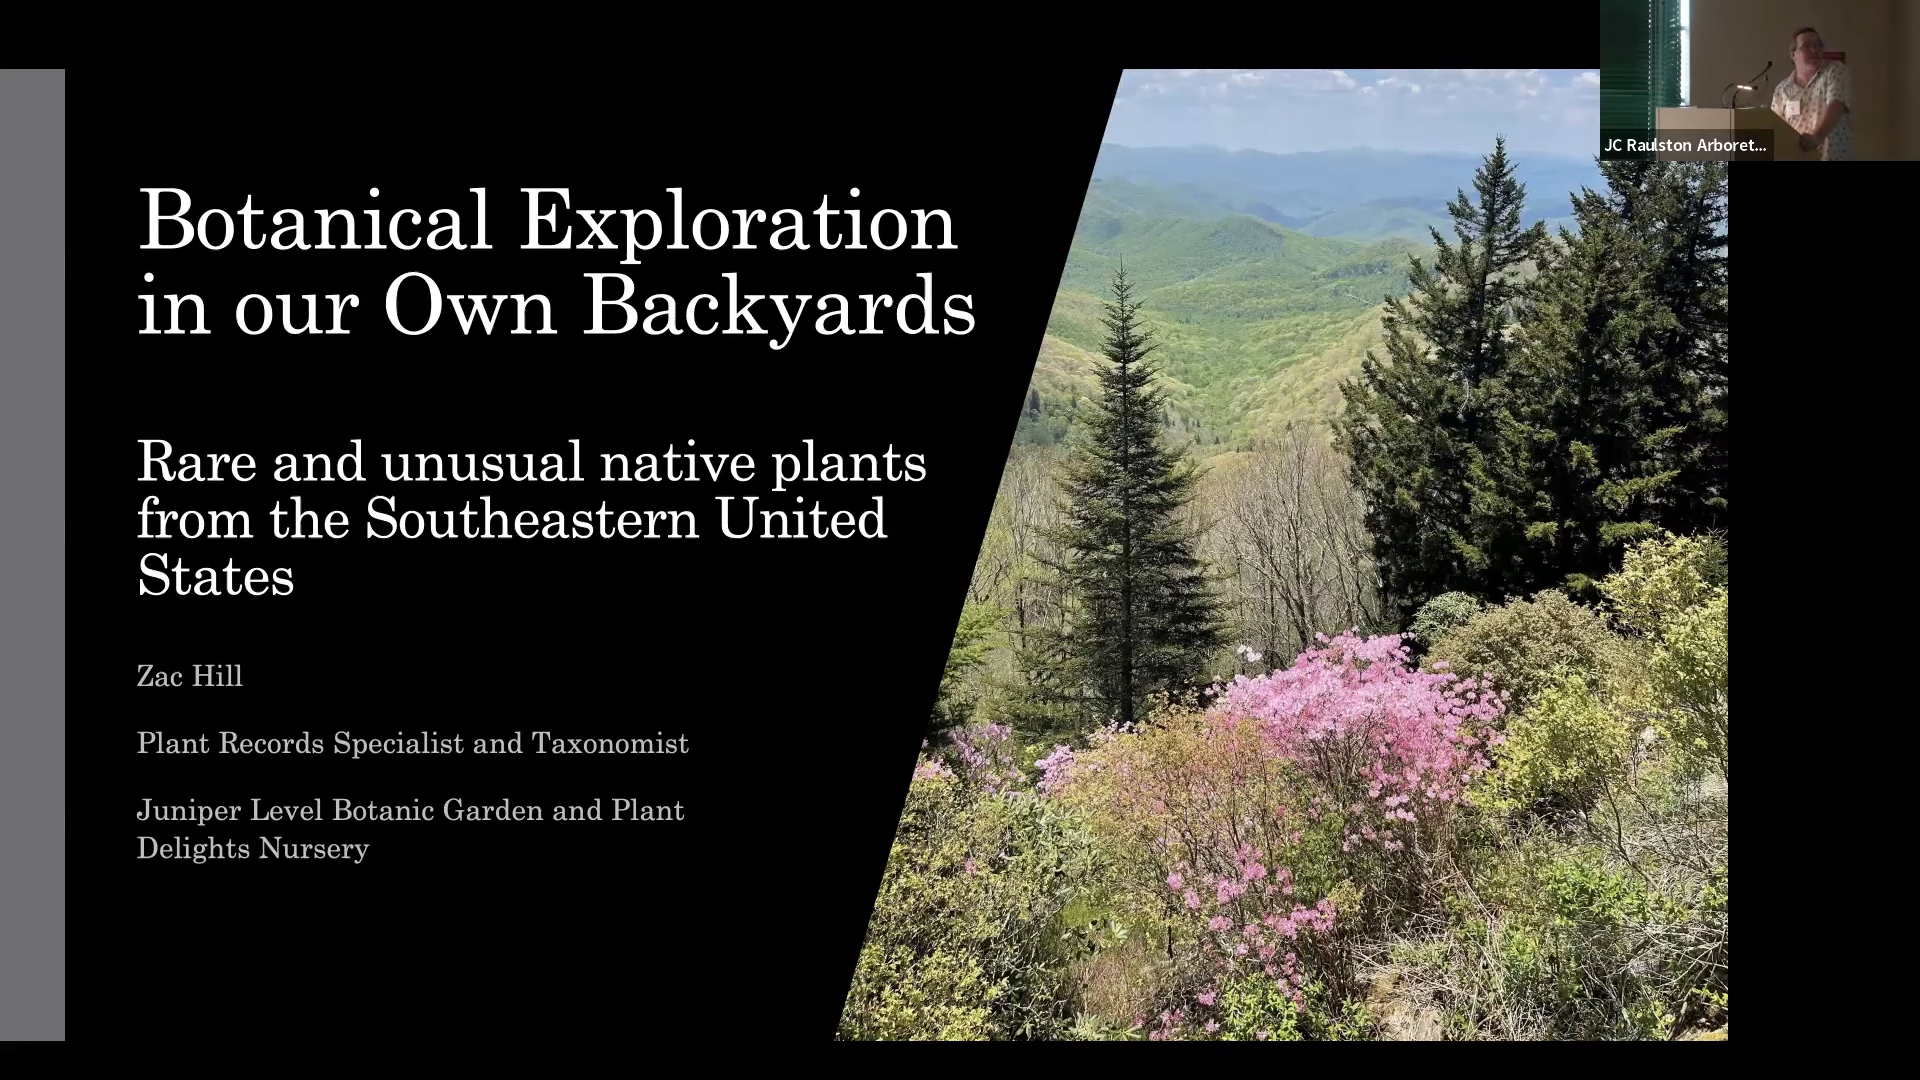 Botanical Exploration
in our Own Backyards
Rare and unusual native plants
from the Southeastern United
States
Zac Hill
Plant Records Specialist and Taxonomist
Juniper Level Botanic Garden and Plant
Delights Nursery
JC Raulston Arboret...